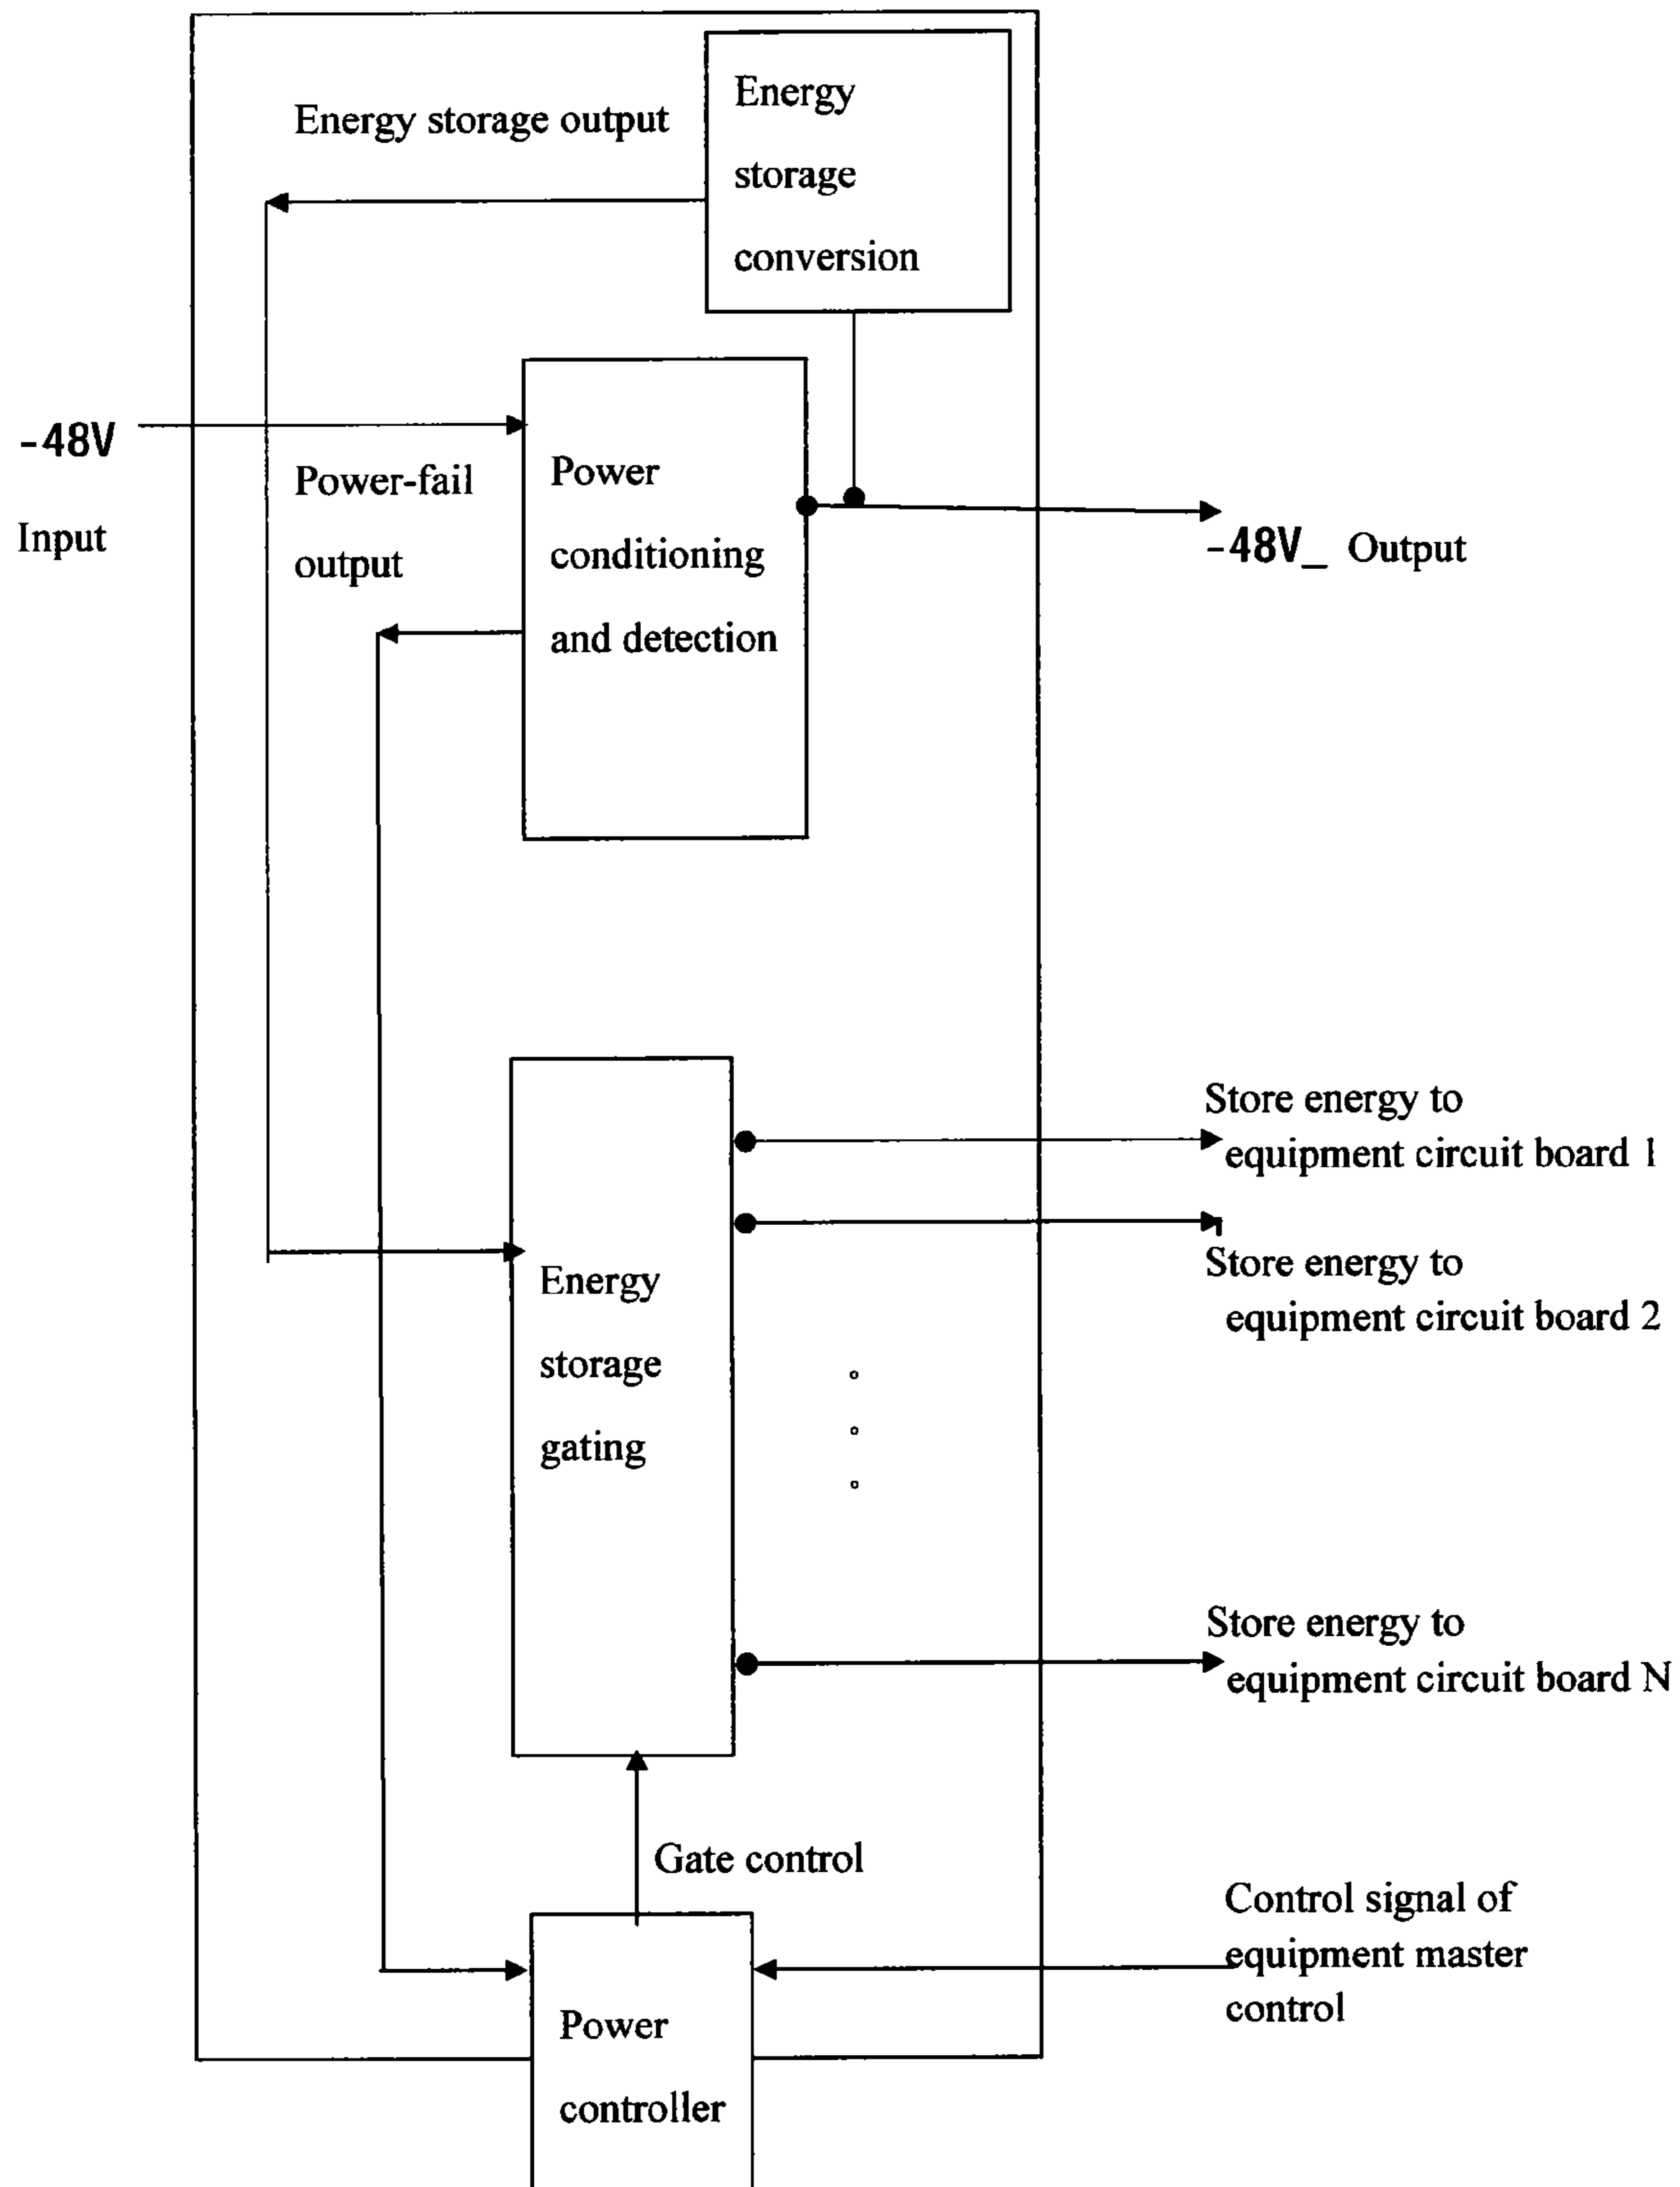 Energy
storage
conversion
Energy storage output
-48V
Input
Power-fail
output
Power
conditioning
and detection
-48V_ Output
Store energy to
equipment circuit board 1
Store energy to
equipment circuit board 2
Energy
storage
gating
Store energy to
equipment circuit board N
Gate control
Control signal of
equipment master
control
Power
controller